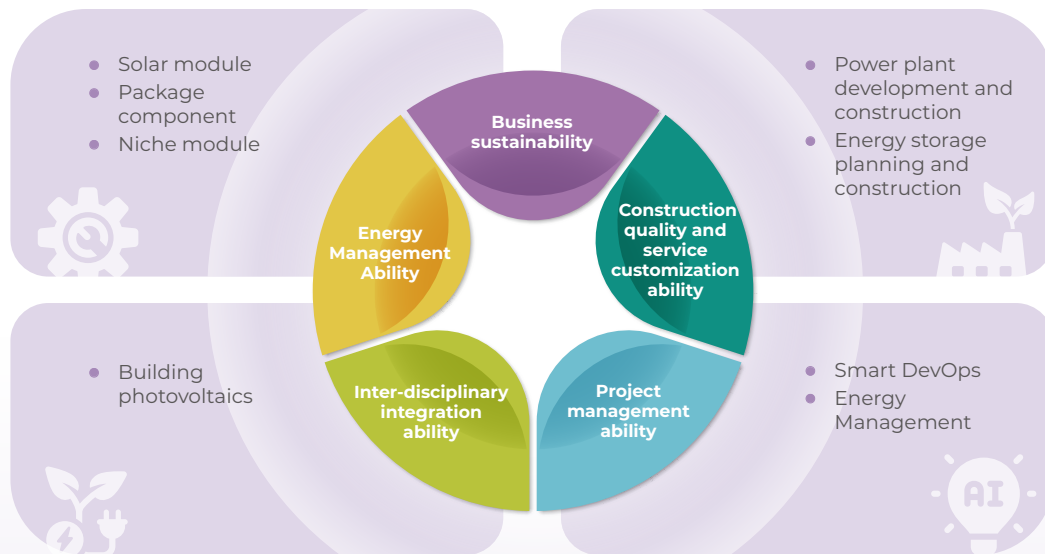 Solar module
Package
component
Niche module
Power plant
development and
construction
Energy storage
planning and
construction
Business
sustainability
Energy
Management
Ability
Construction
quality and
service
customization
ability
Inter-disciplinary
integration
ability
Project
management
ability
Building
photovoltaics
Smart DevOps
Energy
Management
AI